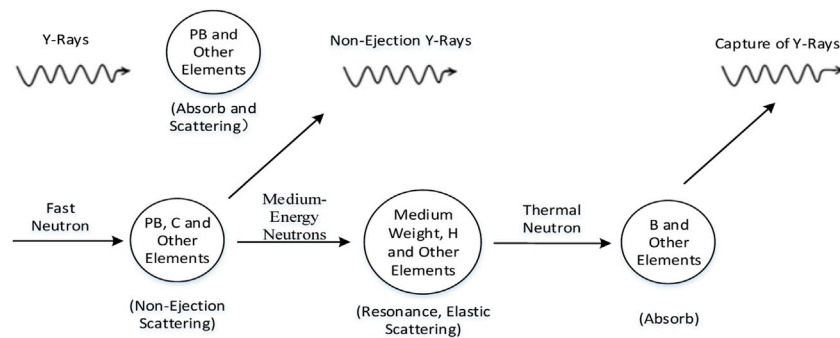 Y-Rays
PB and
Other
Elements
(Absorb and
Scattering)
Non-Ejection Y-Rays
Capture of Y-Rays
Fast
Neutron
PB, C and
Other
Elements
(Non-Ejection
Scattering)
Medium-
Energy
Neutrons
Medium
Weight, H
and Other
Elements
(Resonance, Elastic
Scattering)
Thermal
Neutron
B and
Other
Elements
(Absorb)